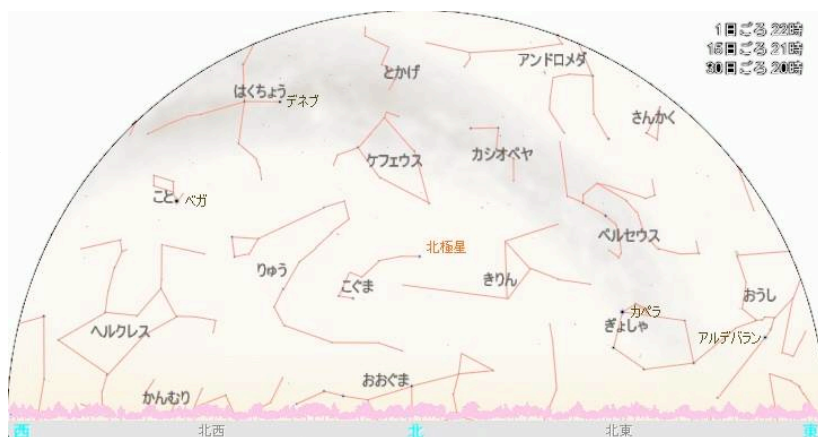 1日ごろ 22時
15日ごろ 21時
30日ごろ 20時
アンドロメダ
とかげ
はくちょう
デネブ
さんかく
ケフェウス
カシオペヤ
こと
ベガ
ペルセウス
北極星
りゅう
こぐま
きりん
おうし
カペラ
ぎょしゃ
ヘルクレス
アルデバラン
おおぐま
かんむり
西
北西
北
北東
東